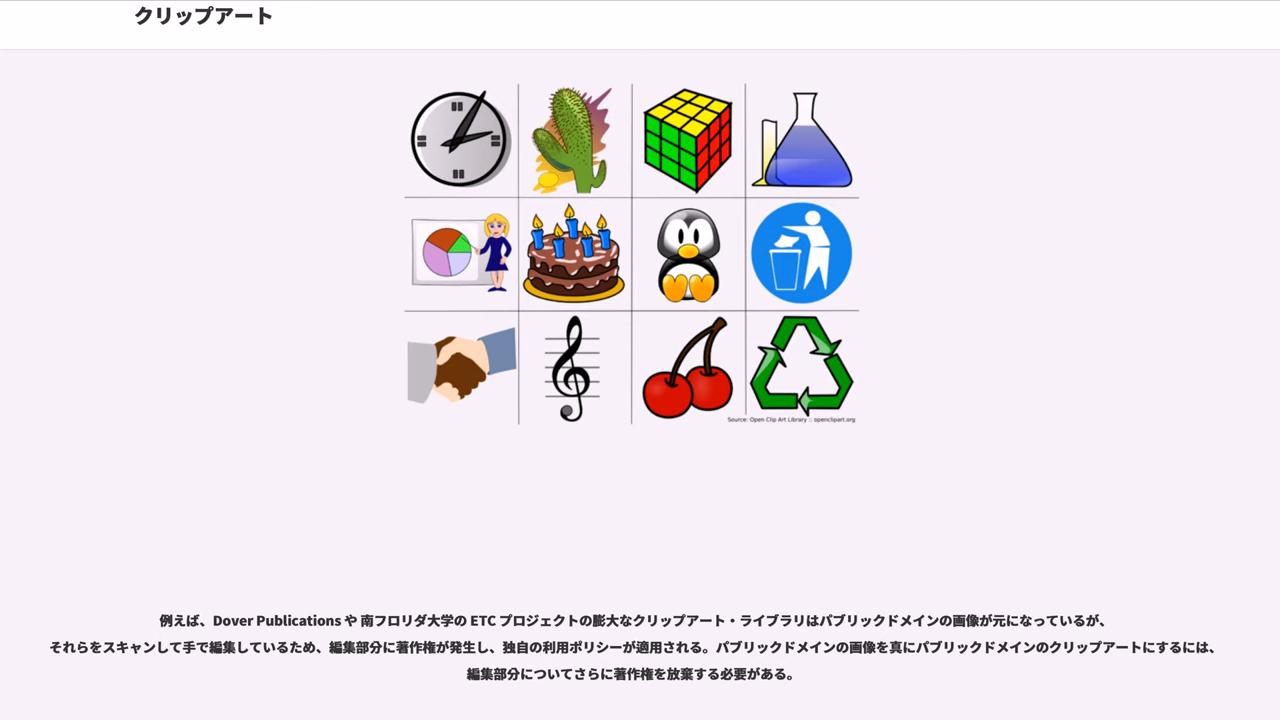 クリップアート
Source: Open Clip Art Library :: openclipart.org
例えば、Dover Publications や 南フロリダ大学の ETC プロジェクトの膨大なクリップアート・ライブラリはパブリックドメインの画像が元になっているが、
それらをスキャンして手で編集しているため、編集部分に著作権が発生し、独自の利用ポリシーが適用される。パブリックドメインの画像を真にパブリックドメインのクリップアートにするには、
編集部分についてさらに著作権を放棄する必要がある。